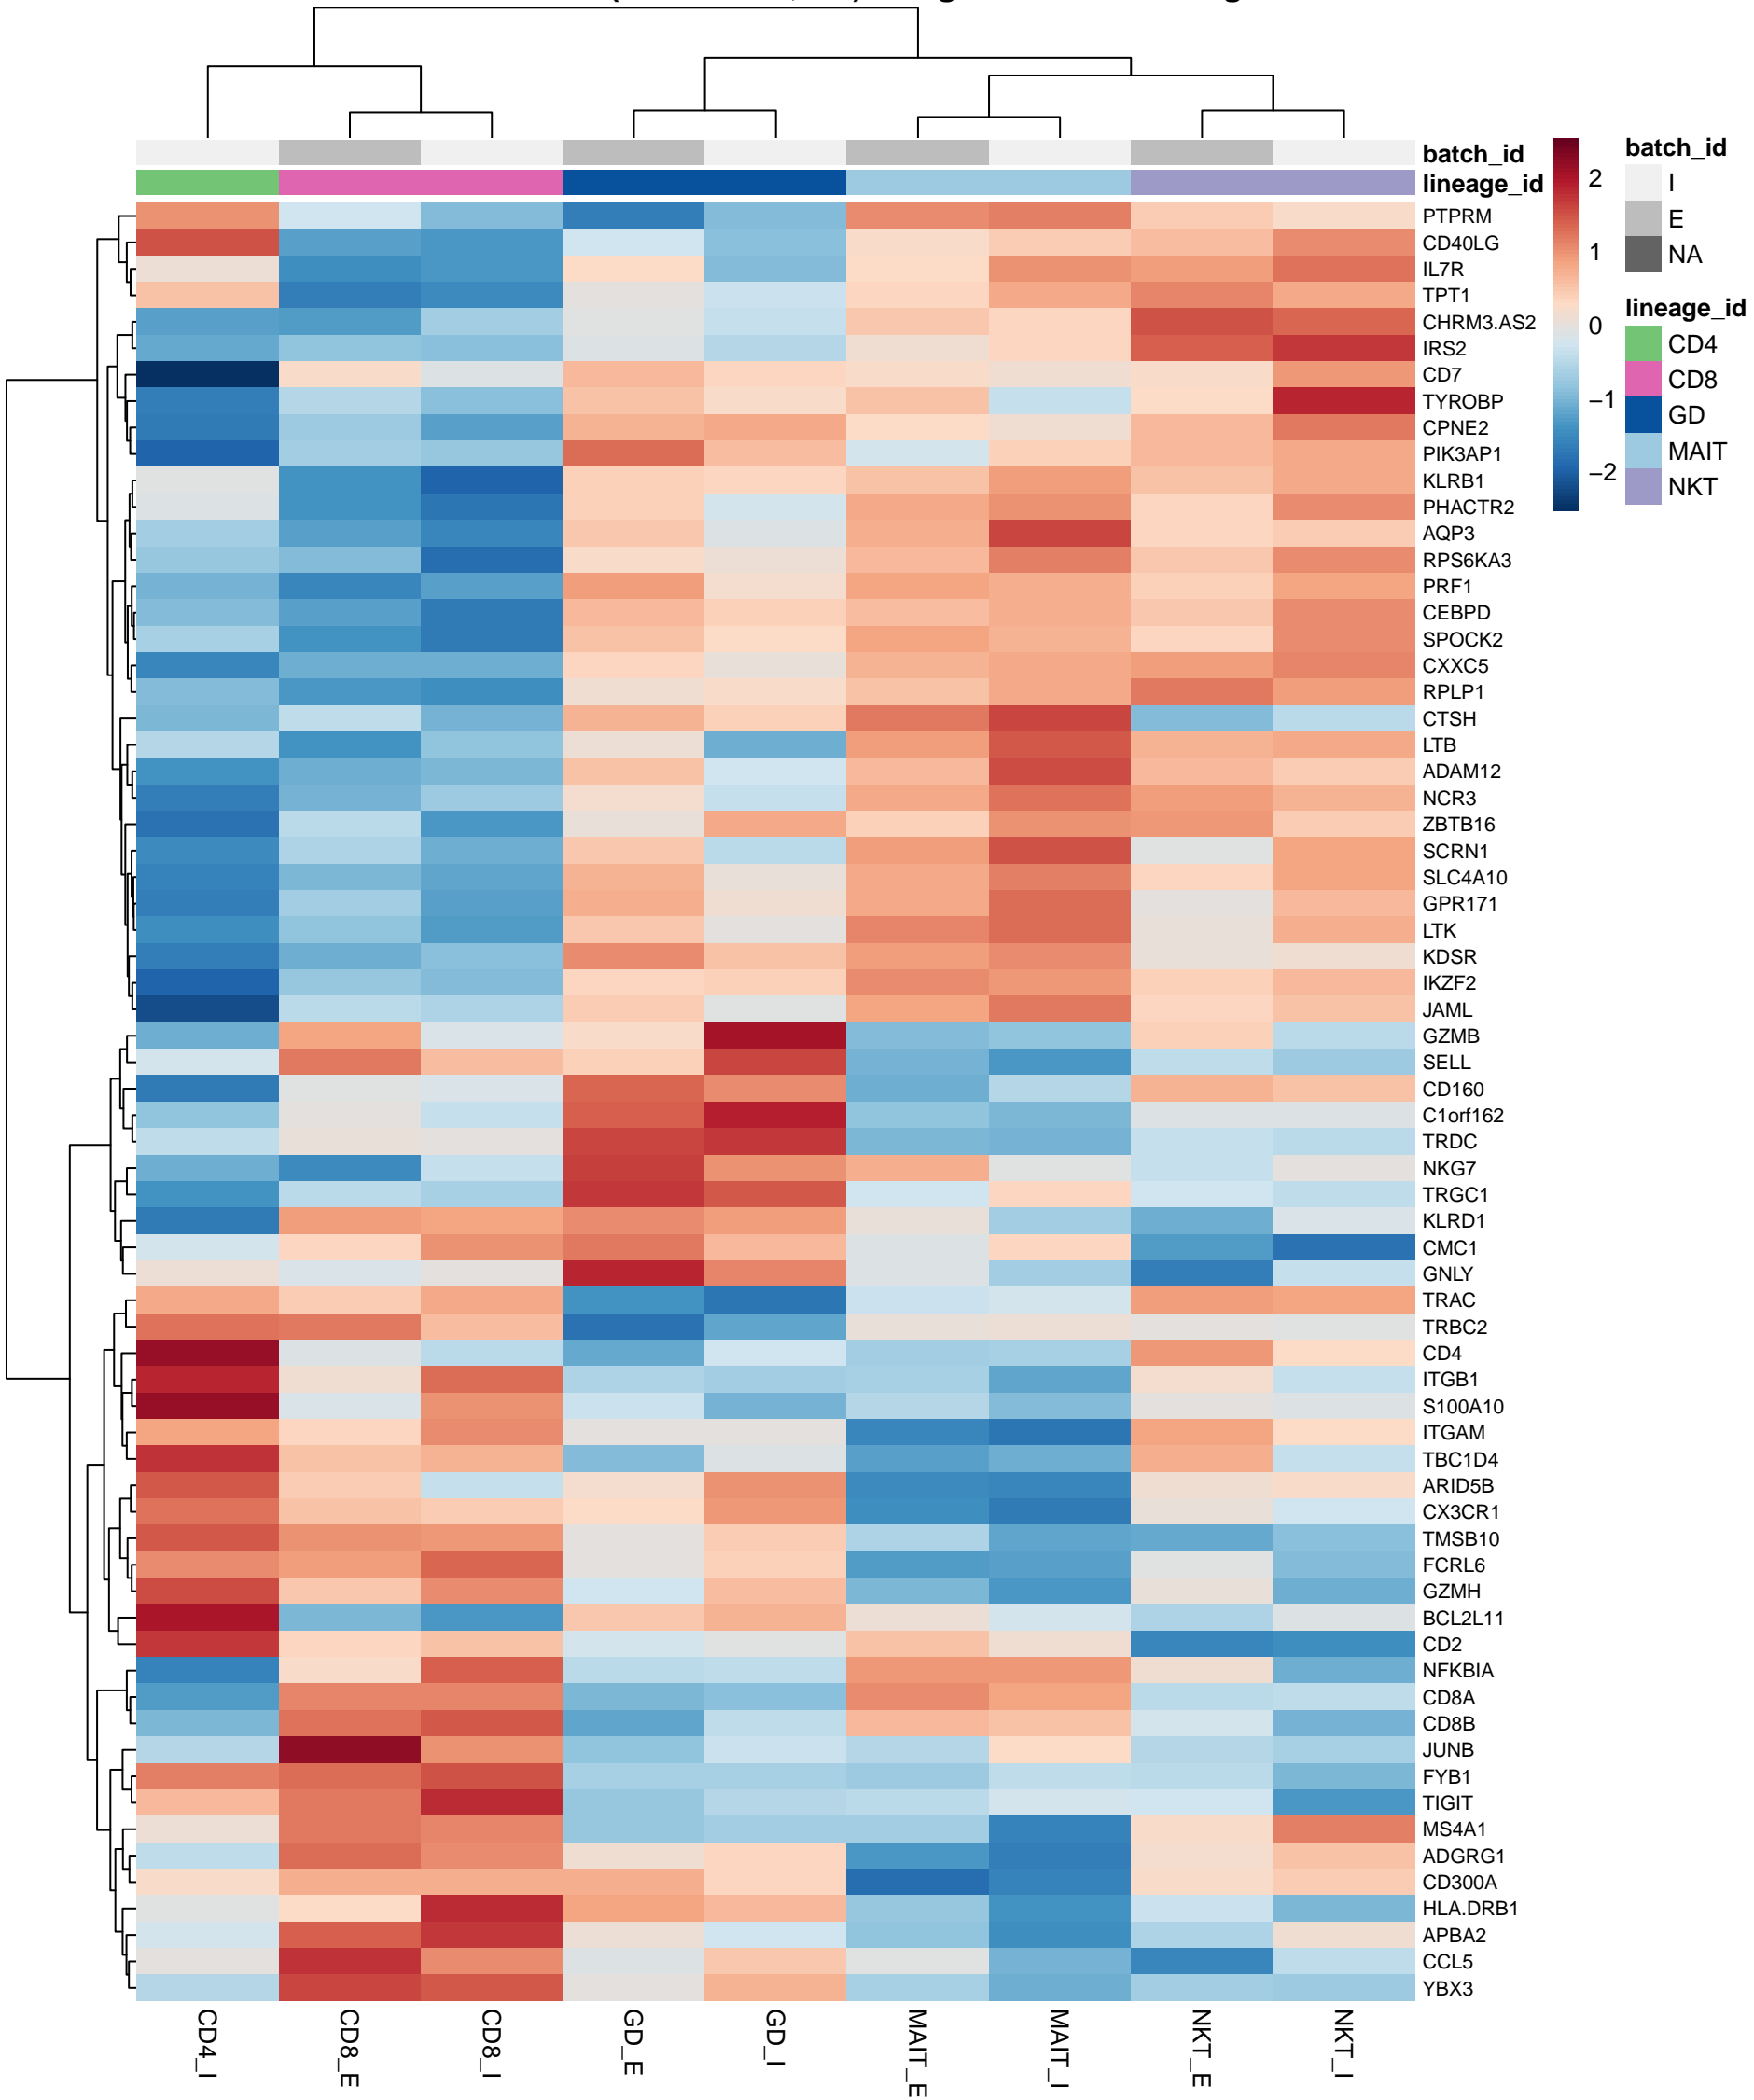 batch_id
lineage_id
PTPRM
CD40LG
IL7R
TPT1
CHRM3.AS2
IRS2
CD7
TYROBP
CPNE2
PIK3AP1
KLRB1
PHACTR2
AQP3
RPS6KA3
PRF1
CEBPD
SPOCK2
CXXC5
RPLP1
CTSH
LTB
ADAM12
NCR3
ZBTB16
SCRN1
SLC4A10
GPR171
LTK
KDSR
IKZF2
JAML
GZMB
SELL
CD160
C1orf162
TRDC
NKG7
TRGC1
KLRD1
CMC1
GNLY
TRAC
TRBC2
CD4
ITGB1
S100A10
ITGAM
TBC1D4
ARID5B
CX3CR1
TMSB10
FCRL6
GZMH
BCL2L11
CD2
NFKBIA
CD8A
CD8B
JUNB
FYB1
TIGIT
MS4A1
ADGRG1
CD300A
HLA.DRB1
APBA2
CCL5
YBX3
2
1
0
−1
−2
batch_id
I
E
NA
lineage_id
CD4
CD8
GD
MAIT
NKT
CD4_I
CD8_E
CD8_I
GD_E
GD_I
MAIT_E
MAIT_I
NKT_E
NKT_I